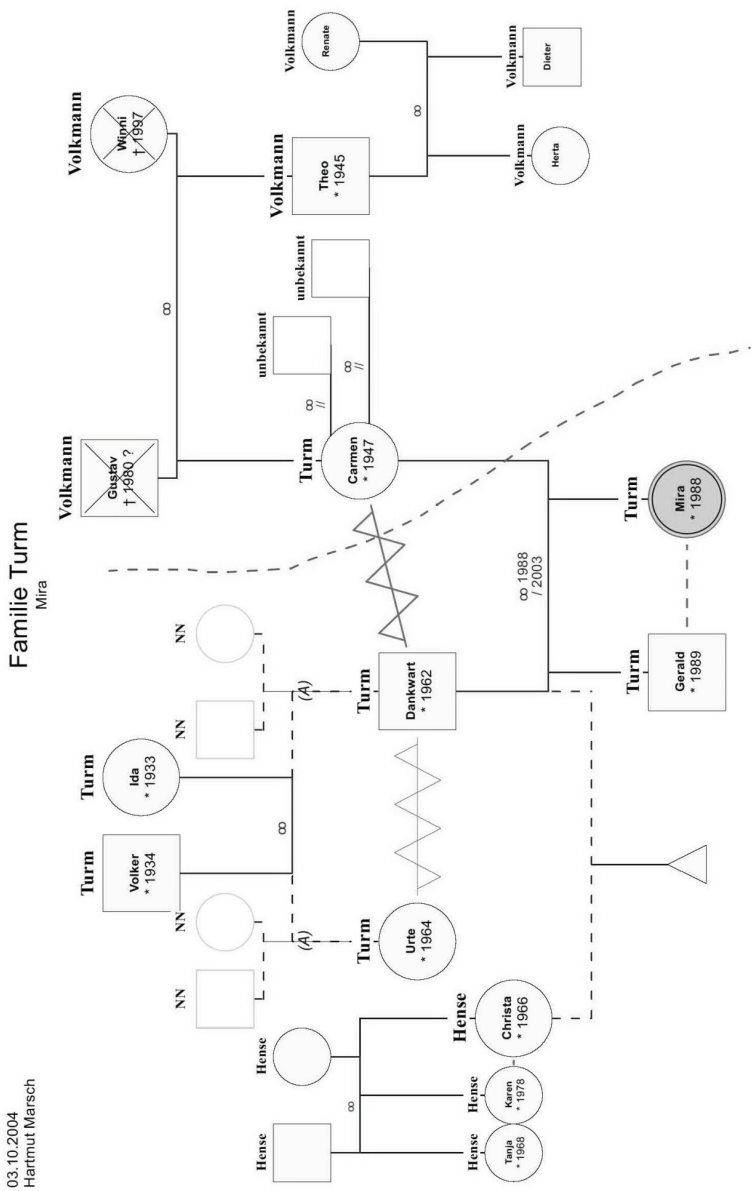 03.10.2004
Hartmut Marsch
Familie Turm
Mira
Volkmann
Gustav
† 1980 ?
∞
Volkmann
Winni
† 1997
Turm
Volker
* 1934
∞
Turm
Ida
* 1933
NN
NN
(A)
NN
NN
(A)
Hense
∞
Hense
Turm
Urte
* 1964
Turm
Dankwart
* 1962
Turm
Carmen
* 1947
∞
//
unbekannt
∞
//
unbekannt
Volkmann
Theo
* 1945
∞
Volkmann
Renate
Hense
Tanja
* 1968
Hense
Karen
* 1978
Hense
Christa
* 1966
∞ 1988
/ 2003
Turm
Gerald
* 1989
Turm
Mira
* 1988
Volkmann
Herta
Volkmann
Dieter